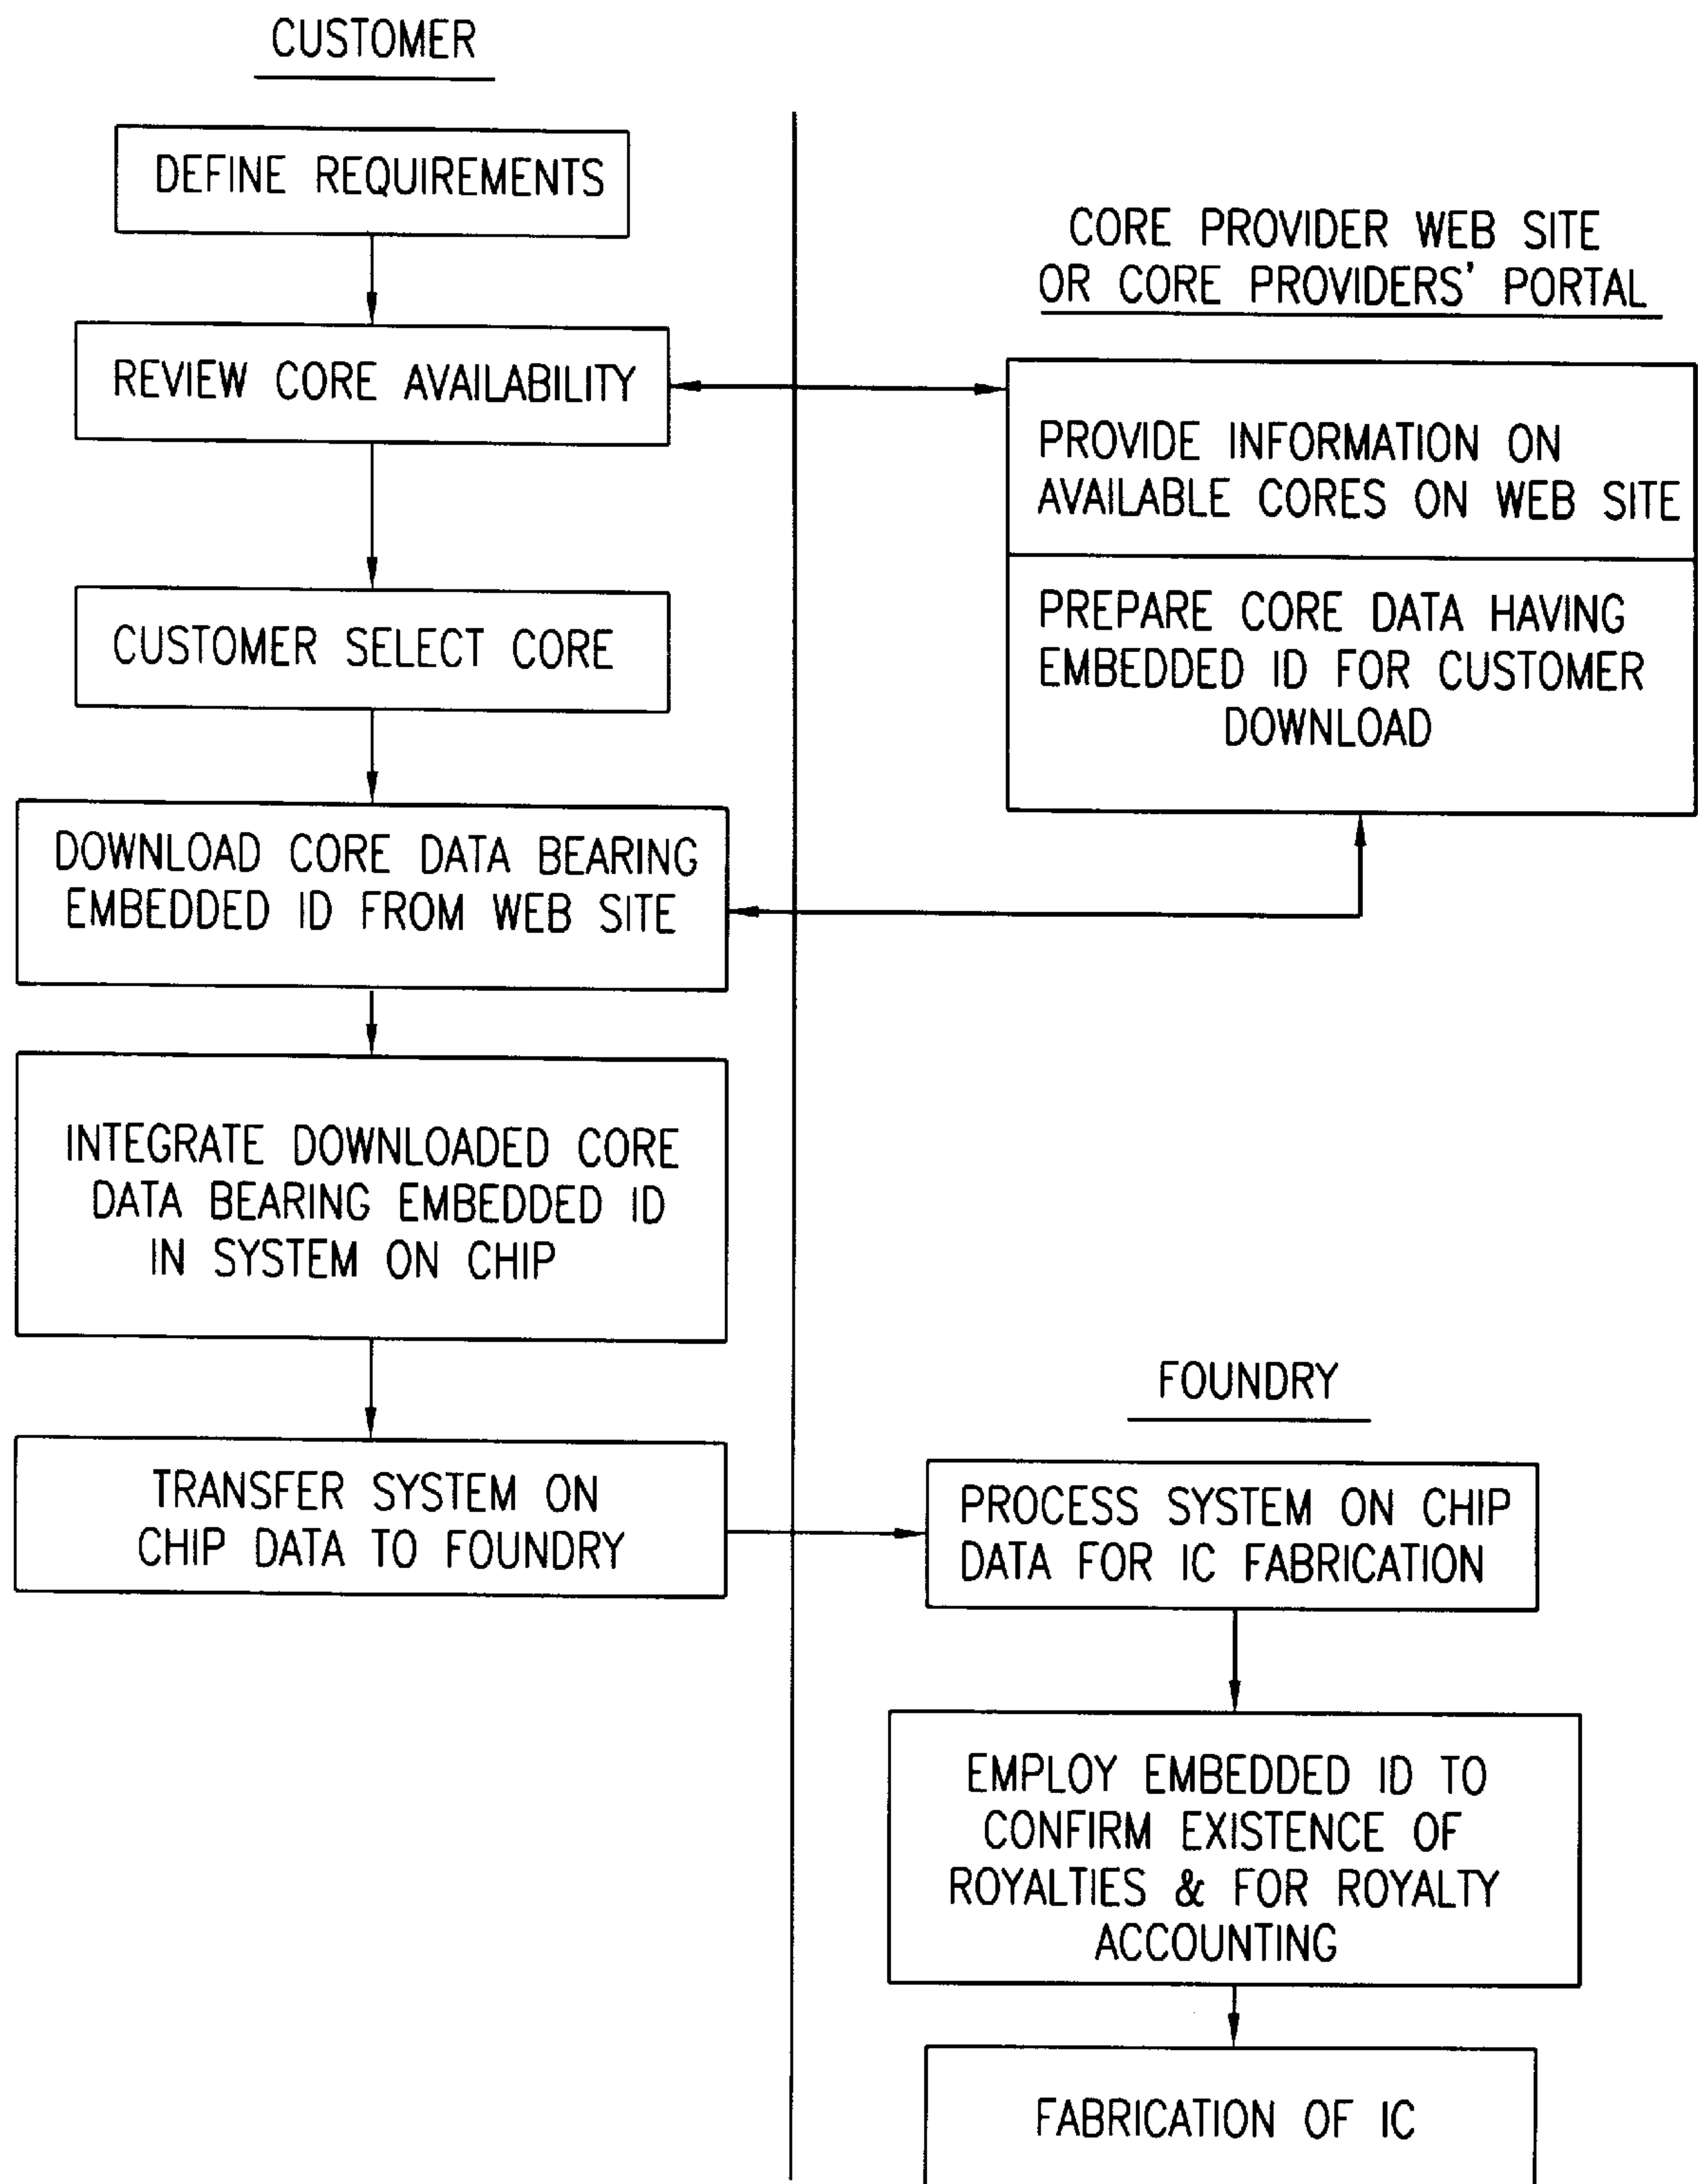 CUSTOMER
DEFINE REQUIREMENTS
REVIEW CORE AVAILABILITY
CUSTOMER SELECT CORE
DOWNLOAD CORE DATA BEARING
EMBEDDED ID FROM WEB SITE
INTEGRATE DOWNLOADED CORE
DATA BEARING EMBEDDED ID
IN SYSTEM ON CHIP
TRANSFER SYSTEM ON
CHIP DATA TO FOUNDRY
CORE PROVIDER WEB SITE
OR CORE PROVIDERS' PORTAL
PROVIDE INFORMATION ON
AVAILABLE CORES ON WEB SITE
PREPARE CORE DATA HAVING
EMBEDDED ID FOR CUSTOMER
DOWNLOAD
FOUNDRY
PROCESS SYSTEM ON CHIP
DATA FOR IC FABRICATION
EMPLOY EMBEDDED ID TO
CONFIRM EXISTENCE OF
ROYALTIES & FOR ROYALTY
ACCOUNTING
FABRICATION OF IC